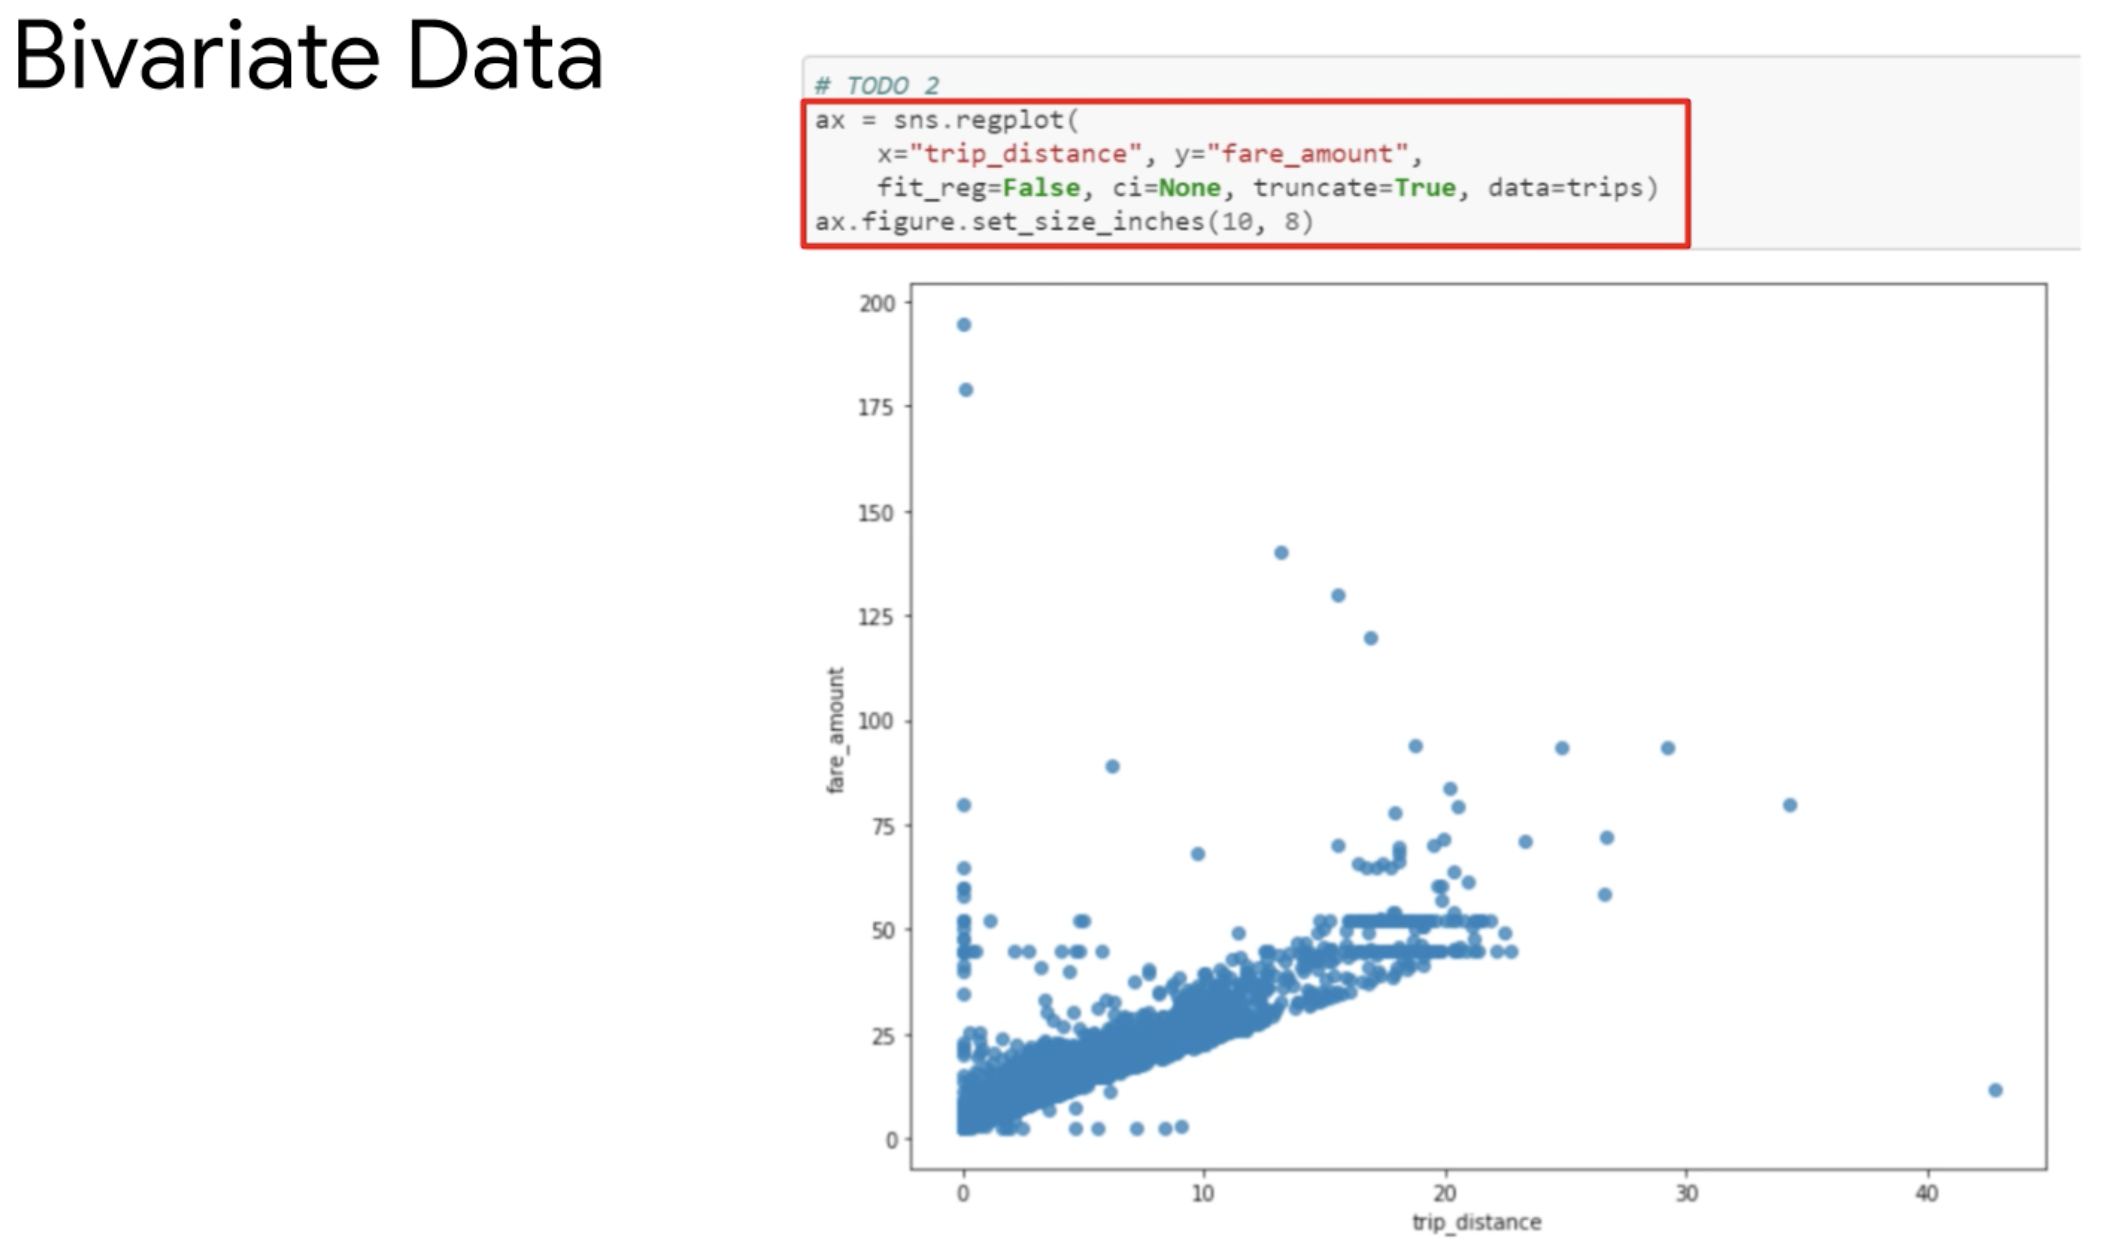 Bivariate Data
# TODO 2
ax = sns.regplot(
    x="trip_distance", y="fare_amount",
    fit_reg=False, ci=None, truncate=True, data=trips)
ax.figure.set_size_inches(10, 8)
200
175
150
125
100
75
50
25
0
fare_amount
0 10 20 30 40
trip_distance